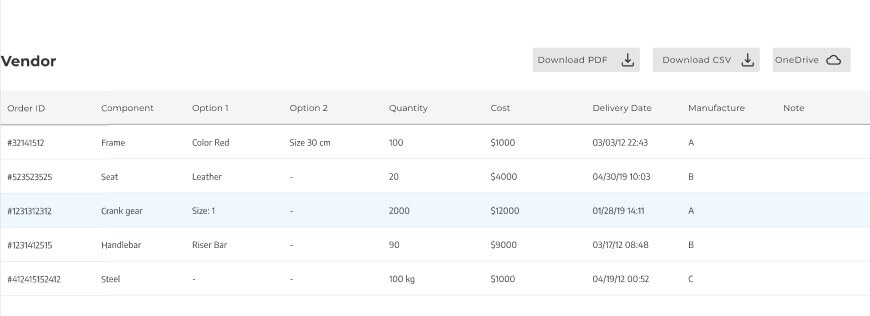 Vendor
Download PDF Download CSV OneDrive
Order ID Component Option 1 Option 2 Quantity Cost Delivery Date Manufacture Note
#32141512 Frame Color Red Size 30 cm 100 $1000 03/03/12 22:43 A
#523523525 Seat Leather - 20 $4000 04/30/19 10:03 B
#1231312312 Crank gear Size: 1 - 2000 $12000 01/28/19 14:11 A
#1231412515 Handlebar Riser Bar - 90 $9000 03/17/12 08:48 B
#412415152412 Steel - - 100 kg $1000 04/19/12 00:52 C